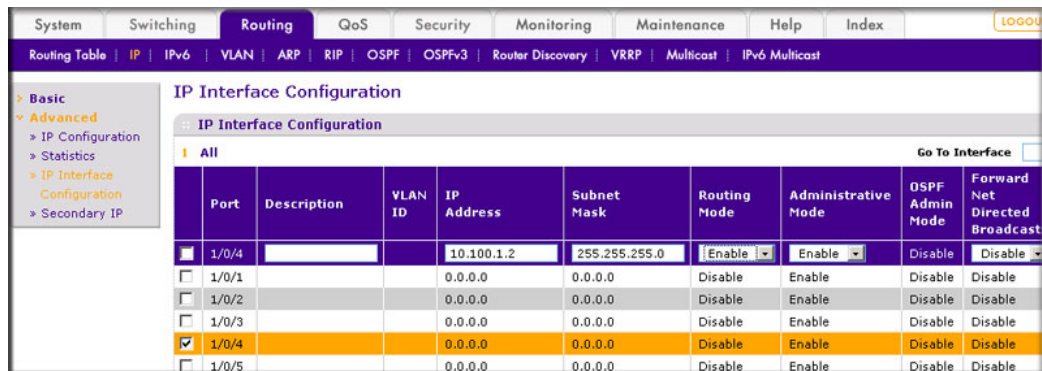 System Switching Routing QoS Security Monitoring Maintenance Help Index
Routing Table | IP | IPv6 | VLAN | ARP | RIP | OSPF | OSPFv3 | Router Discovery | VRRP | Multicast | IPv6 Multicast
Basic
Advanced
» IP Configuration
» Statistics
» IP Interface
Configuration
» Secondary IP
IP Interface Configuration
IP Interface Configuration
1 All Go To Interface
Port Description VLAN ID IP Address Subnet Mask Routing Mode Administrative Mode OSPF Admin Mode Forward Net Directed Broadcast
1/0/4 10.100.1.2 255.255.255.0 Enable Enable Disable Disable
1/0/1 0.0.0.0 0.0.0.0 Disable Enable Disable Disable
1/0/2 0.0.0.0 0.0.0.0 Disable Enable Disable Disable
1/0/3 0.0.0.0 0.0.0.0 Disable Enable Disable Disable
1/0/4 0.0.0.0 0.0.0.0 Disable Enable Disable Disable
1/0/5 0.0.0.0 0.0.0.0 Disable Enable Disable Disable